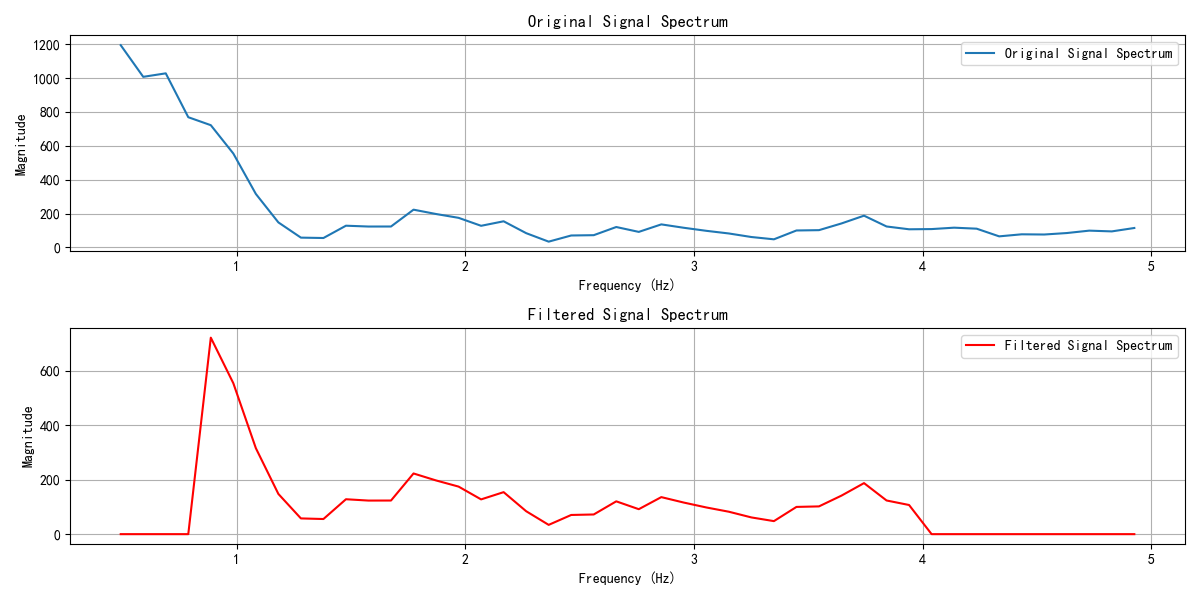 Original Signal Spectrum
Original Signal Spectrum
1200
1000
800
600
400
200
0
Magnitude
1 2 3 4 5
Frequency (Hz)
Filtered Signal Spectrum
Filtered Signal Spectrum
600
400
200
0
Magnitude
1 2 3 4 5
Frequency (Hz)